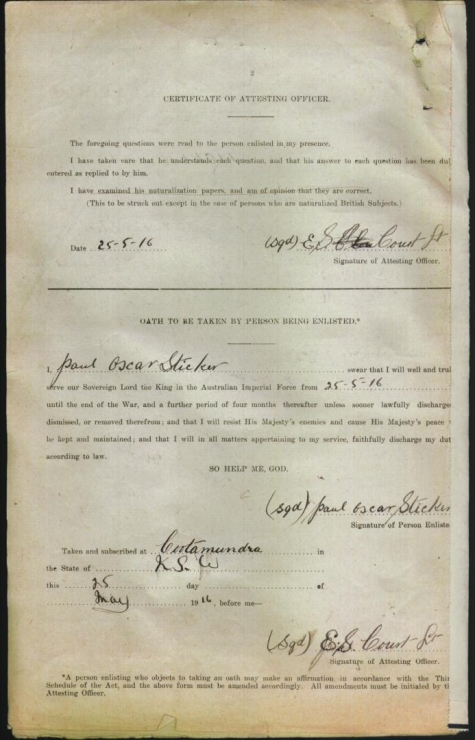 2
CERTIFICATE OF ATTESTING OFFICER.
The foregoing questions were read to the person enlisted in my presence.
I have taken care that he understands each question, and that his answer to each question has been dul
entered as replied to by him.
I have examined his naturalization papers, and am of opinion that they are correct.
(This to be struck out except in the case of persons who are naturalized British Subjects.)
Date 25-5-16 (sgd) E S Court Lt
Signature of Attesting Officer.
OATH TO BE TAKEN BY PERSON BEING ENLISTED.*
I, Paul Oscar Sticker swear that I will well and trul
serve our Sovereign Lord the King in the Australian Imperial Force from 25-5-16
until the End of the War, and a further period of four months thereafter unless sooner lawfully discharge
dismissed, or removed therefrom; and that I will resist His Majesty's enemies and cause His Majesty's peace
be kept and maintained; and that I will in all matters appertaining to my service, faithfully discharge my dut
according to law.
SO HELP ME, GOD.
(sgd) Paul Oscar Sticker
Signature of Person Enliste
Taken and subscribed at Cootamundra in
the State of N.S.W
this 25 day of
May 1916, before me—
(Sgd) E.S. Court Lt
Signature of Attesting Officer.
*A person enlisting who objects to taking an oath may make an affirmation in accordance with the Thir
Schedule of the Act, and the above form must be amended accordingly. All amendments must be initialed by t
Attesting Officer.